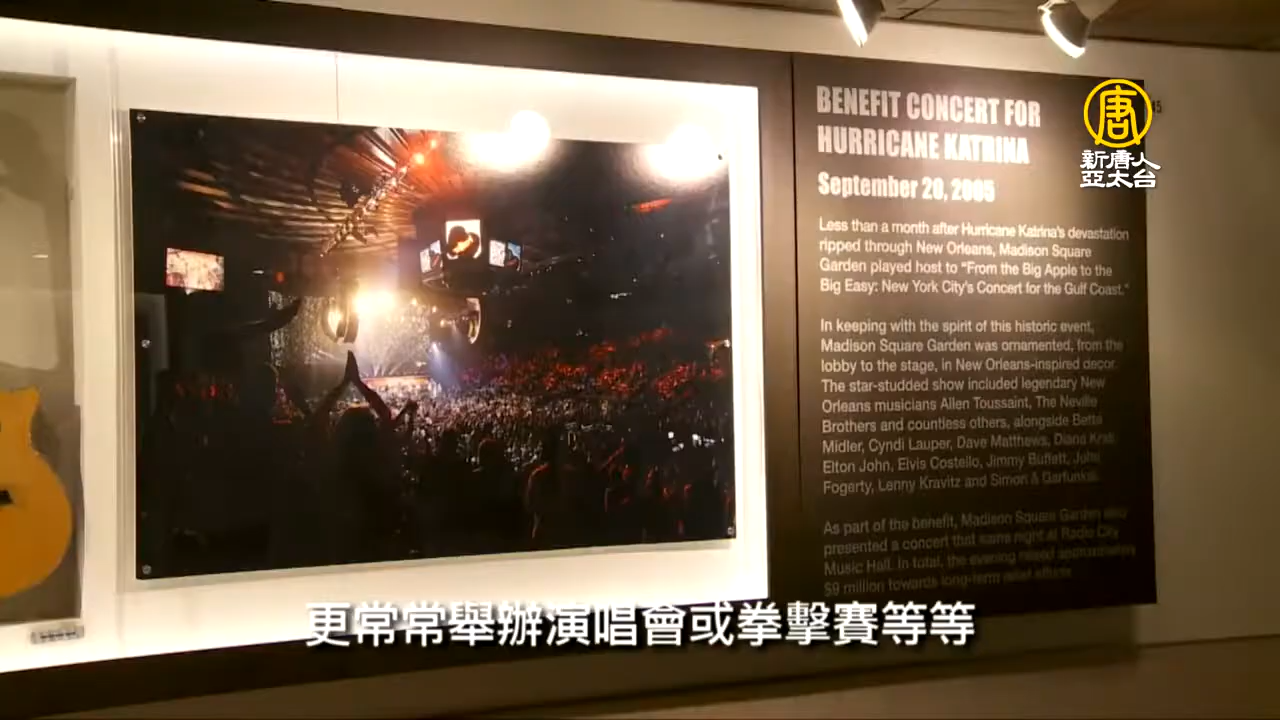 BENEFIT CONCERT FOR
HURRICANE KATRINA
September 20, 2005
Less than a month after Hurricane Katrina's devastation
ripped through New Orleans, Madison Square
Garden played host to "From the Big Apple to the
Big Easy: New York City's Concert for the Gulf Coast."
In keeping with the spirit of this historic event,
Madison Square Garden was ornamented, from the
lobby to the stage, in New Orleans-inspired decor.
The star-studded show included legendary New
Orleans musicians Allen Toussaint, The Neville
Brothers and countless others, alongside Bette
Midler, Cyndi Lauper, Dave Matthews, Diana Krall,
Elton John, Elvis Costello, Jimmy Buffett, John
Fogerty, Lenny Kravitz and Simon & Garfunkel.
As part of the benefit, Madison Square Garden also
presented a concert that same night at Radio City
Music Hall. In total, the evening raised approximately
$9 million towards long-term relief efforts.
唐
新唐人
亞太台
更常常舉辦演唱會或拳擊賽等等